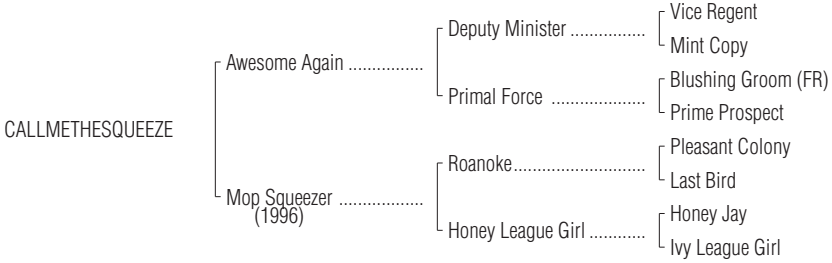 Vice Regent
Deputy Minister ................
Mint Copy
Awesome Again ................
Blushing Groom (FR)
Primal Force ....................
Prime Prospect
CALLMETHESQUEEZE
Pleasant Colony
Roanoke............................
Last Bird
Mop Squeezer ..................
(1996)
Honey Jay
Honey League Girl ............
Ivy League Girl